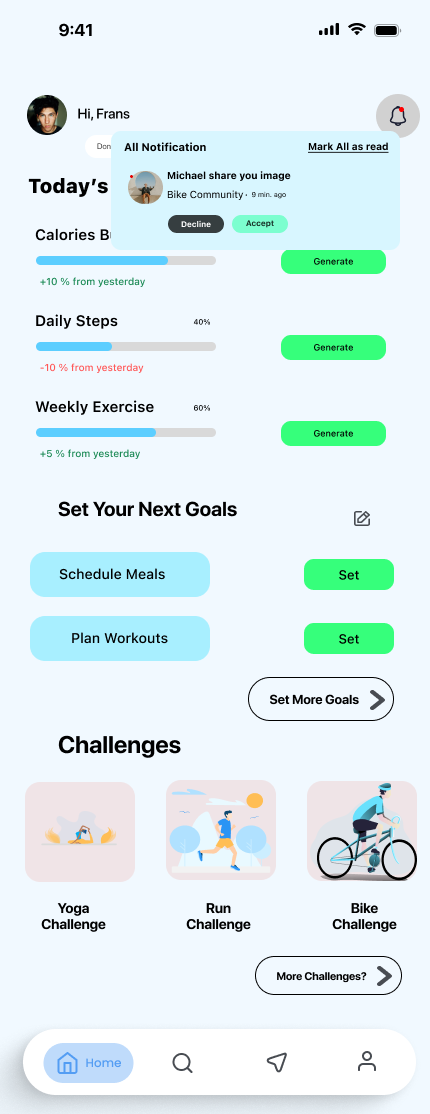 9:41
Hi, Frans
Don
All Notification
Mark All as read
Michael share you image
Bike Community · 9 min. ago
Decline
Accept
Today's
Calories
Generate
+10 % from yesterday
Daily Steps
40%
Generate
-10 % from yesterday
Weekly Exercise
60%
Generate
+5 % from yesterday
Set Your Next Goals
Schedule Meals
Set
Plan Workouts
Set
Set More Goals
Challenges
Yoga
Challenge
Run
Challenge
Bike
Challenge
More Challenges?
Home